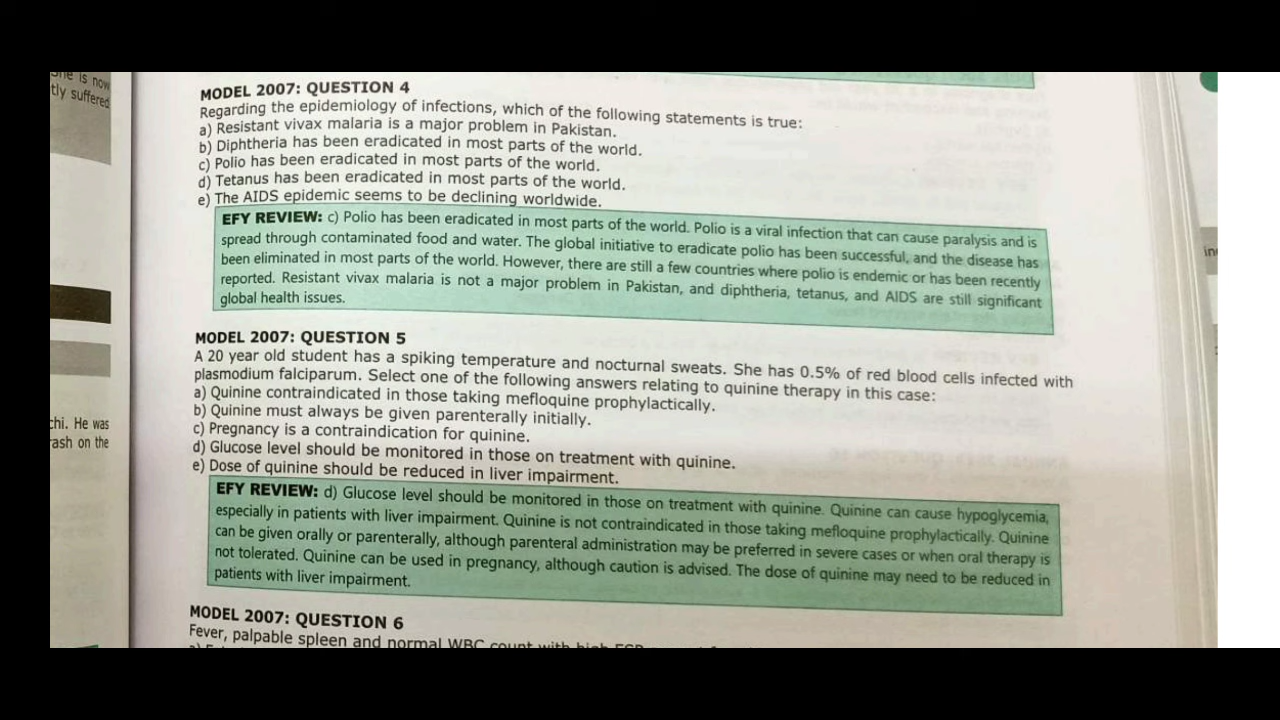 She is now
tly suffered
MODEL 2007: QUESTION 4
Regarding the epidemiology of infections, which of the following statements is true:
a) Resistant vivax malaria is a major problem in Pakistan.
b) Diphtheria has been eradicated in most parts of the world.
c) Polio has been eradicated in most parts of the world.
d) Tetanus has been eradicated in most parts of the world.
e) The AIDS epidemic seems to be declining worldwide.
EFY REVIEW: c) Polio has been eradicated in most parts of the world. Polio is a viral infection that can cause paralysis and is
spread through contaminated food and water. The global initiative to eradicate polio has been successful, and the disease has
been eliminated in most parts of the world. However, there are still a few countries where polio is endemic or has been recently
reported. Resistant vivax malaria is not a major problem in Pakistan, and diphtheria, tetanus, and AIDS are still significant
global health issues.
MODEL 2007: QUESTION 5
A 20 year old student has a spiking temperature and nocturnal sweats. She has 0.5% of red blood cells infected with
plasmodium falciparum. Select one of the following answers relating to quinine therapy in this case:
a) Quinine contraindicated in those taking mefloquine prophylactically.
b) Quinine must always be given parenterally initially.
c) Pregnancy is a contraindication for quinine.
d) Glucose level should be monitored in those on treatment with quinine.
e) Dose of quinine should be reduced in liver impairment.
EFY REVIEW: d) Glucose level should be monitored in those on treatment with quinine. Quinine can cause hypoglycemia,
especially in patients with liver impairment. Quinine is not contraindicated in those taking mefloquine prophylactically. Quinine
can be given orally or parenterally, although parenteral administration may be preferred in severe cases or when oral therapy is
not tolerated. Quinine can be used in pregnancy, although caution is advised. The dose of quinine may need to be reduced in
patients with liver impairment.
chi. He was
ash on the
MODEL 2007: QUESTION 6
Fever, palpable spleen and normal WBC count with high